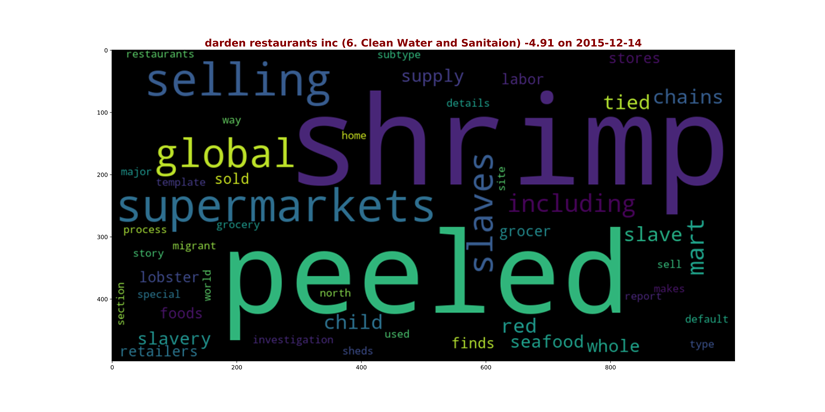 darden restaurants inc (6. Clean Water and Sanitaion) -4.91 on 2015-12-14
0
restaurants
subtype
stores
selling
supply
labor
tied
chains
100
details
shrimp
way
home
global
major
template
sold
site
200
slaves
supermarkets
including
process
grocery
grocer
slave
mart
300
story
migrant
peeled
sell
lobster
world
special
section
north
report
makes
400
foods
child
red
default
slavery
investigation
used
finds
seafood
whole
type
retailers
sheds
0
200
400
600
800